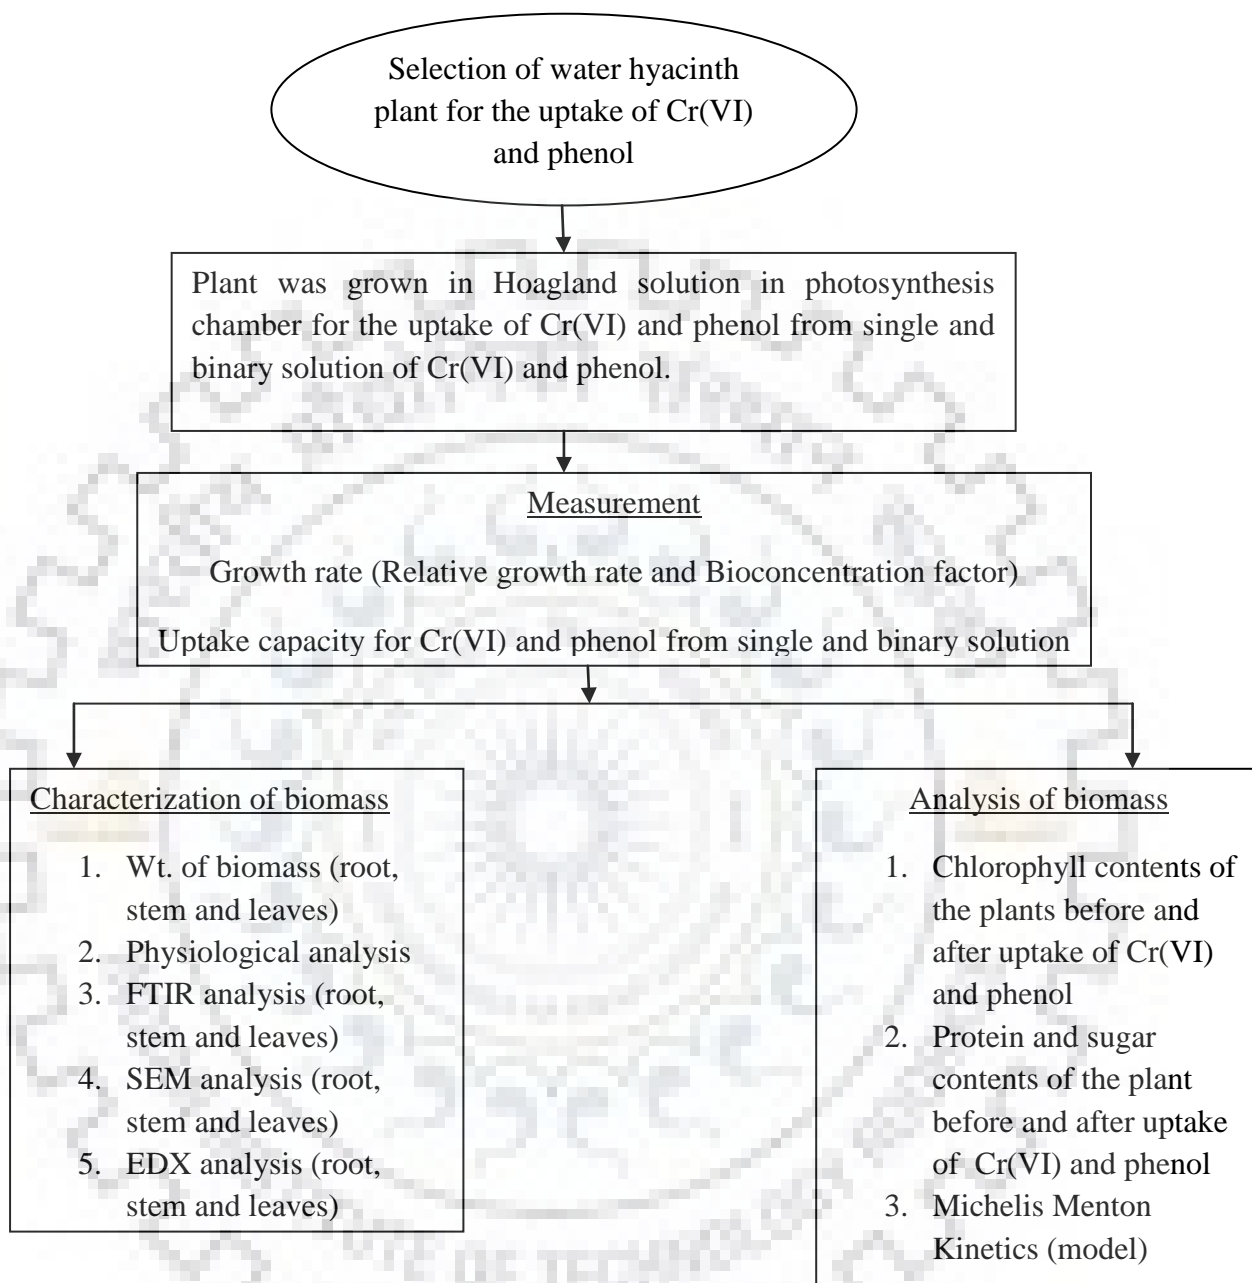 Selection of water hyacinth
plant for the uptake of Cr(VI)
and phenol
Plant was grown in Hoagland solution in photosynthesis
chamber for the uptake of Cr(VI) and phenol from single and
binary solution of Cr(VI) and phenol.
Measurement
Growth rate (Relative growth rate and Bioconcentration factor)
Uptake capacity for Cr(VI) and phenol from single and binary solution
Characterization of biomass
1. Wt. of biomass (root,
stem and leaves)
2. Physiological analysis
3. FTIR analysis (root,
stem and leaves)
4. SEM analysis (root,
stem and leaves)
5. EDX analysis (root,
stem and leaves)
Analysis of biomass
1. Chlorophyll contents of
the plants before and
after uptake of Cr(VI)
and phenol
2. Protein and sugar
contents of the plant
before and after uptake
of Cr(VI) and phenol
3. Michelis Menton
Kinetics (model)